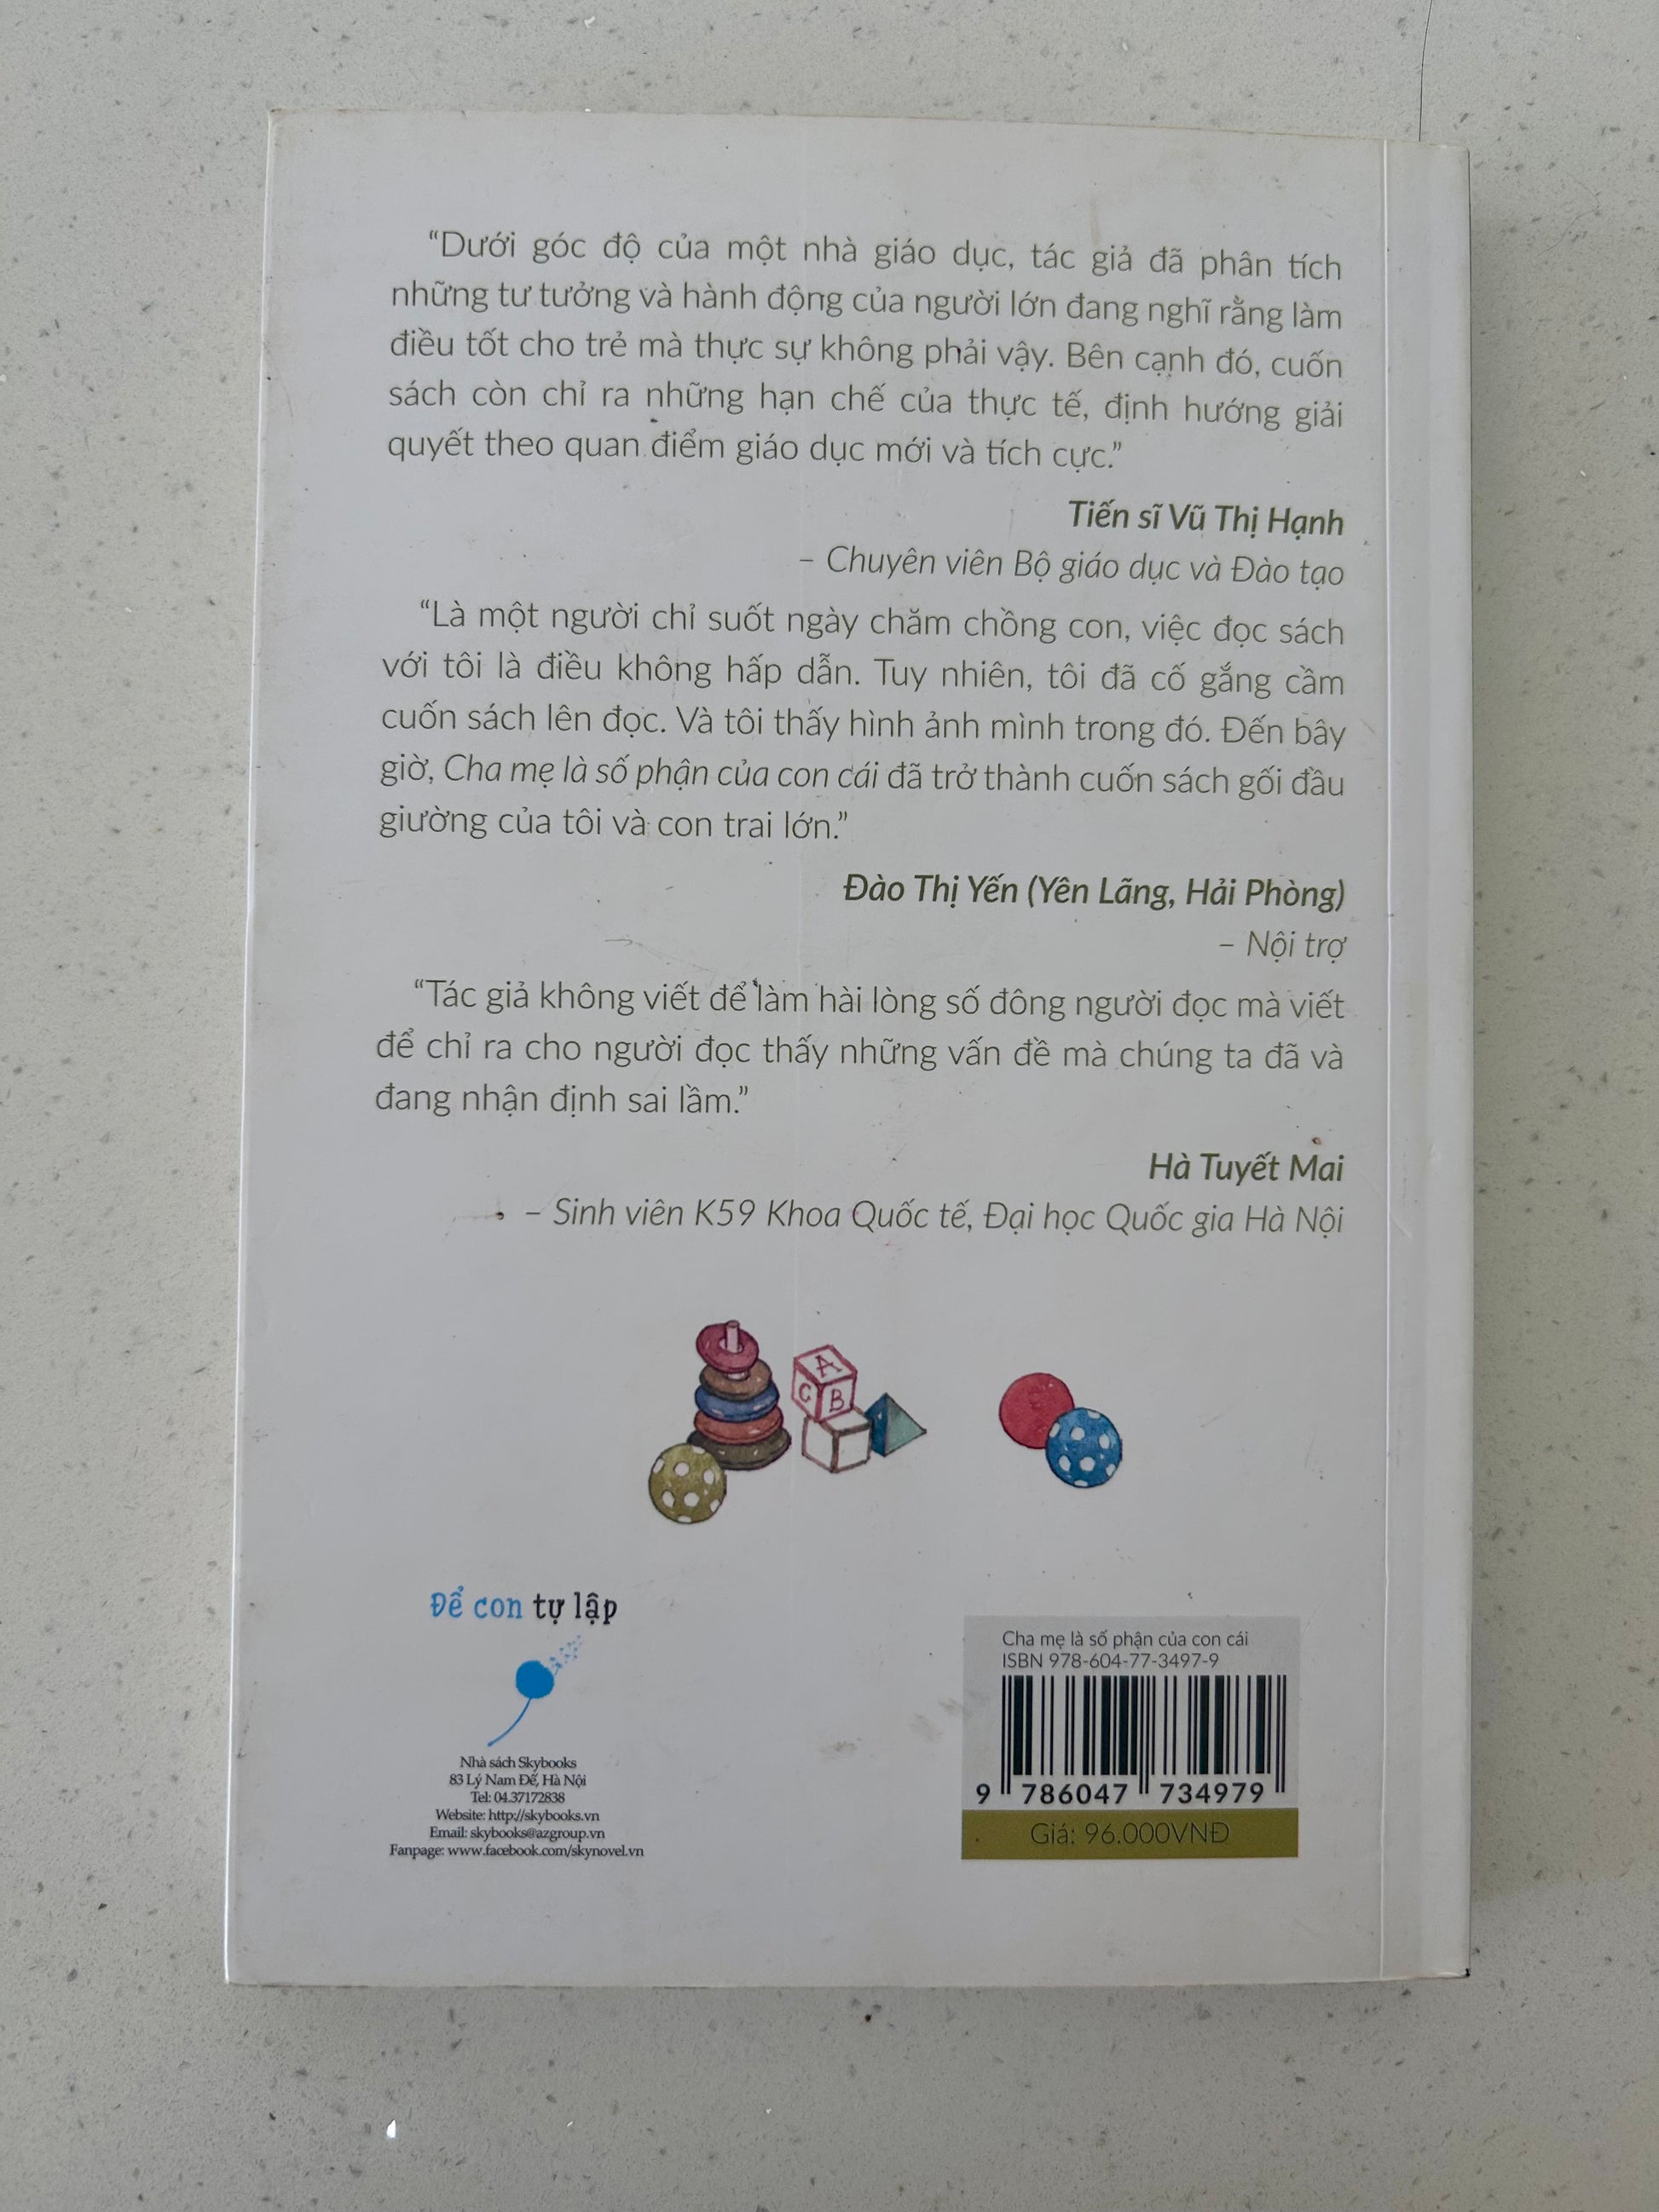 “Dưới góc độ của một nhà giáo dục, tác giả đã phân tích
những tư tưởng và hành động của người lớn đang nghĩ rằng làm
điều tốt cho trẻ mà thực sự không phải vậy. Bên cạnh đó, cuốn
sách còn chỉ ra những hạn chế của thực tế, định hướng giải
quyết theo quan điểm giáo dục mới và tích cực.”
Tiến sĩ Vũ Thị Hạnh
– Chuyên viên Bộ giáo dục và Đào tạo
“Là một người chỉ suốt ngày chăm chồng con, việc đọc sách
với tôi là điều không hấp dẫn. Tuy nhiên, tôi đã cố gắng cầm
cuốn sách lên đọc. Và tôi thấy hình ảnh mình trong đó. Đến bây
giờ, Cha mẹ là số phận của con cái đã trở thành cuốn sách gối đầu
giường của tôi và con trai lớn.”
Đào Thị Yến (Yên Lãng, Hải Phòng)
– Nội trợ
“Tác giả không viết để làm hài lòng số đông người đọc mà viết
để chỉ ra cho người đọc thấy những vấn đề mà chúng ta đã và
đang nhận định sai lầm.”
Hà Tuyết Mai
– Sinh viên K59 Khoa Quốc tế, Đại học Quốc gia Hà Nội
A
C B
Để con tự lập
Nhà sách Skybooks
83 Lý Nam Đế, Hà Nội
Tel: 04.37172838
Website: http://skybooks.vn
Email: skybooks@azgroup.vn
Fanpage: www.facebook.com/skynovel.vn
Cha mẹ là số phận của con cái
ISBN 978-604-77-3497-9
9 786047 734979
Giá: 96.000VNĐ